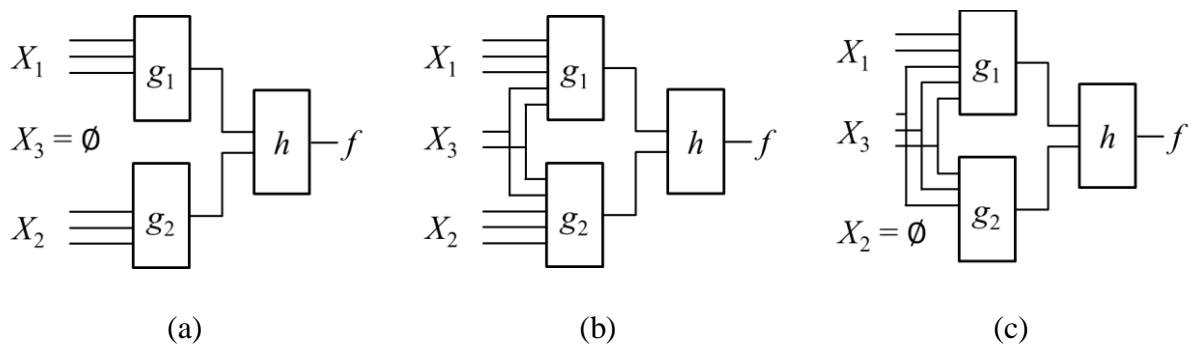 X₁ g₁
X₃ = ∅ h f
X₂ g₂
(a)
X₁ g₁
X₃ h f
X₂ g₂
(b)
X₁ g₁
X₃ h f
X₂ = ∅ g₂
(c)